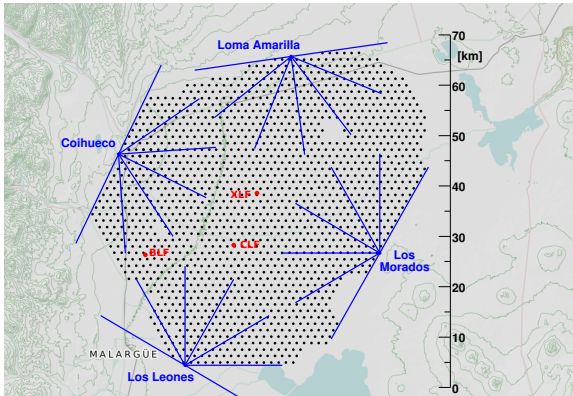 70
[km]
Loma Amarilla
60
50
Coihueco
40
XLF
30
CLF
BLF
Los
Morados
20
10
MALARGÜE
Los Leones
0